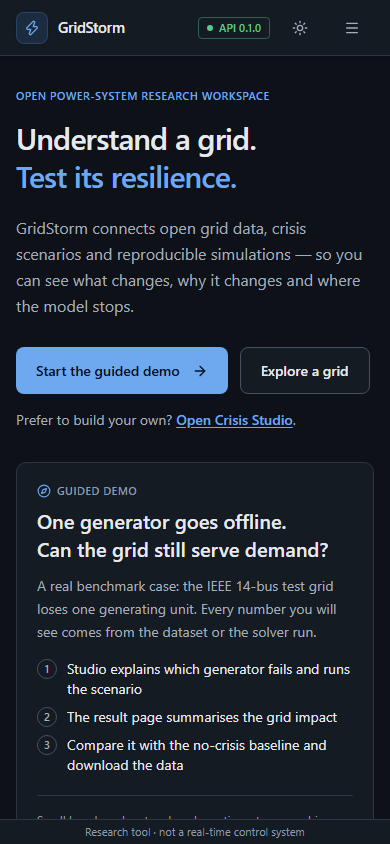 GridStorm
API 0.1.0
OPEN POWER-SYSTEM RESEARCH WORKSPACE
Understand a grid.
Test its resilience.
GridStorm connects open grid data, crisis
scenarios and reproducible simulations — so you
can see what changes, why it changes and where
the model stops.
Start the guided demo →
Explore a grid
Prefer to build your own? Open Crisis Studio.
GUIDED DEMO
One generator goes offline.
Can the grid still serve demand?
A real benchmark case: the IEEE 14-bus test grid
loses one generating unit. Every number you will
see comes from the dataset or the solver run.
1 Studio explains which generator fails and runs
the scenario
2 The result page summarises the grid impact
3 Compare it with the no-crisis baseline and
download the data
Research tool · not a real-time control system